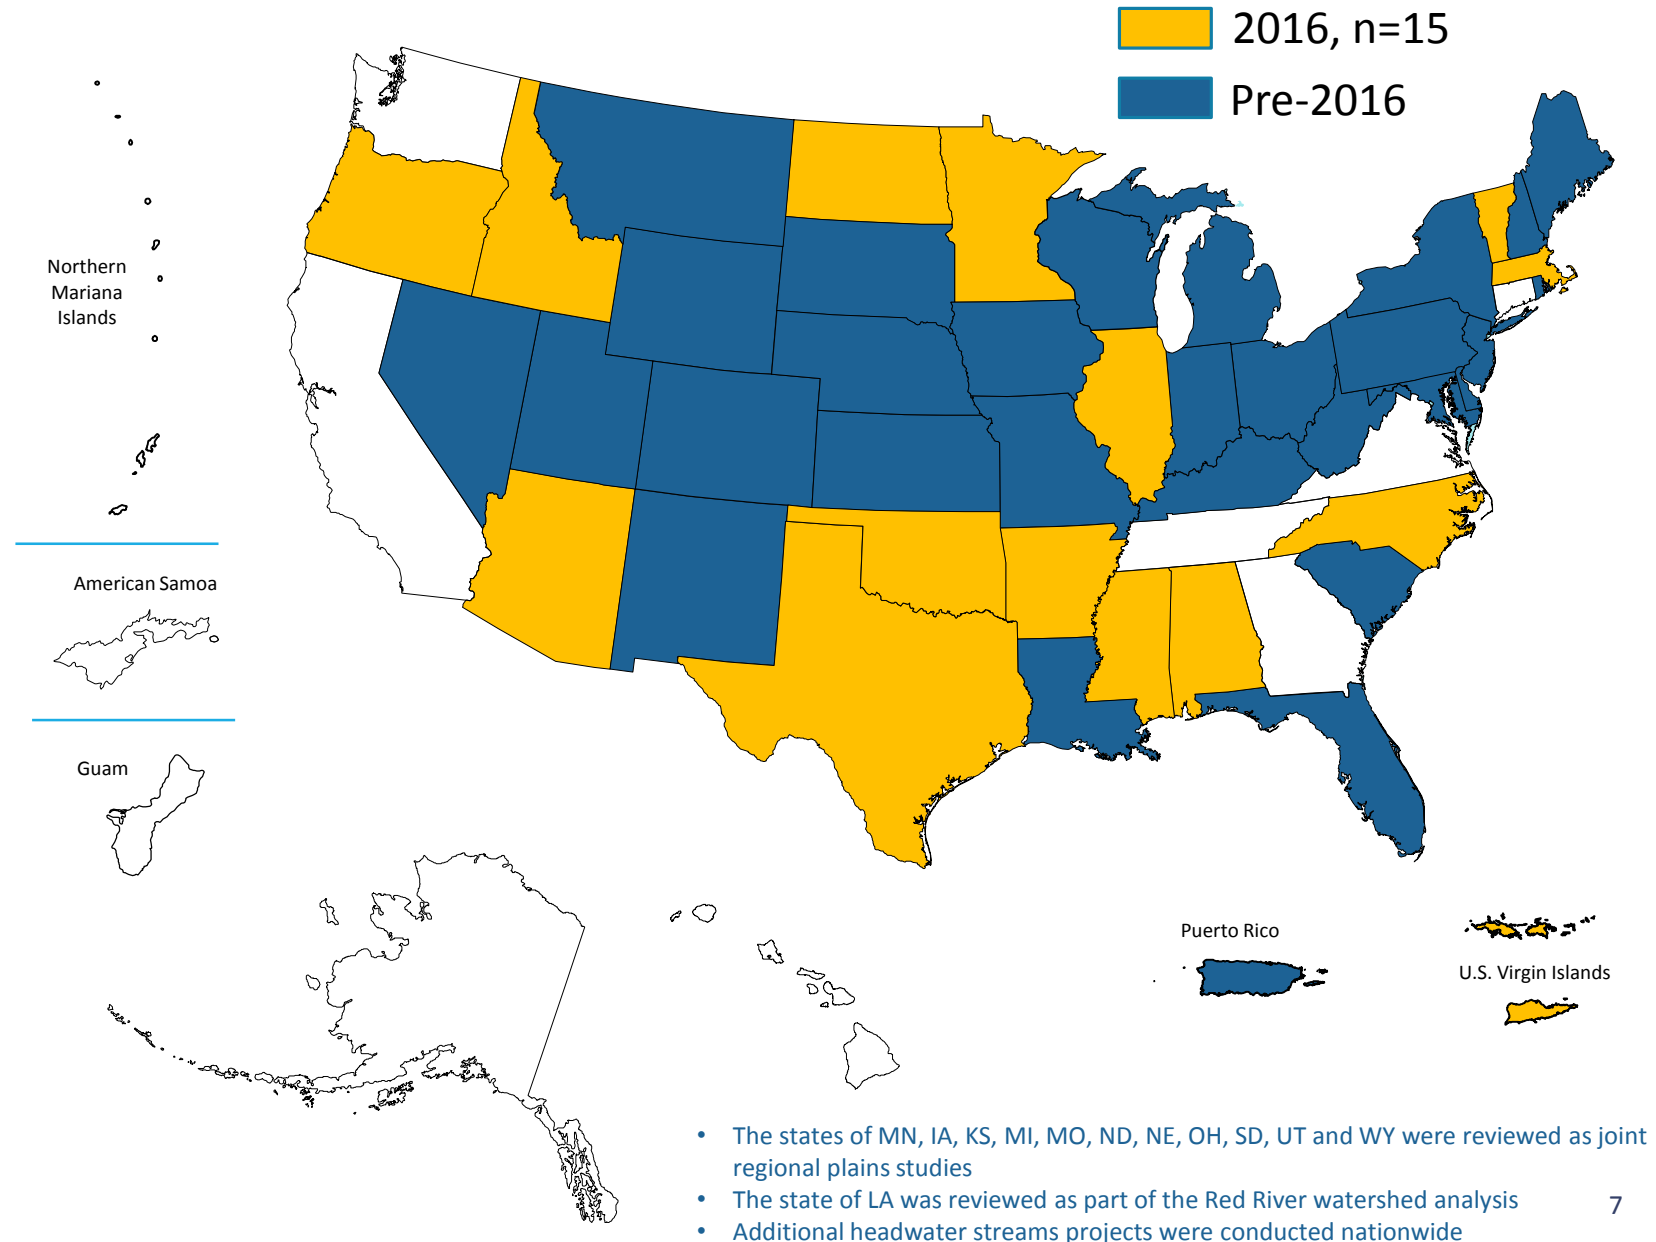 2016, n=15
Pre-2016
Northern
Mariana
Islands
American Samoa
Guam
Puerto Rico
U.S. Virgin Islands
• The states of MN, IA, KS, MI, MO, ND, NE, OH, SD, UT and WY were reviewed as joint
regional plains studies
• The state of LA was reviewed as part of the Red River watershed analysis
7
• Additional headwater streams projects were conducted nationwide